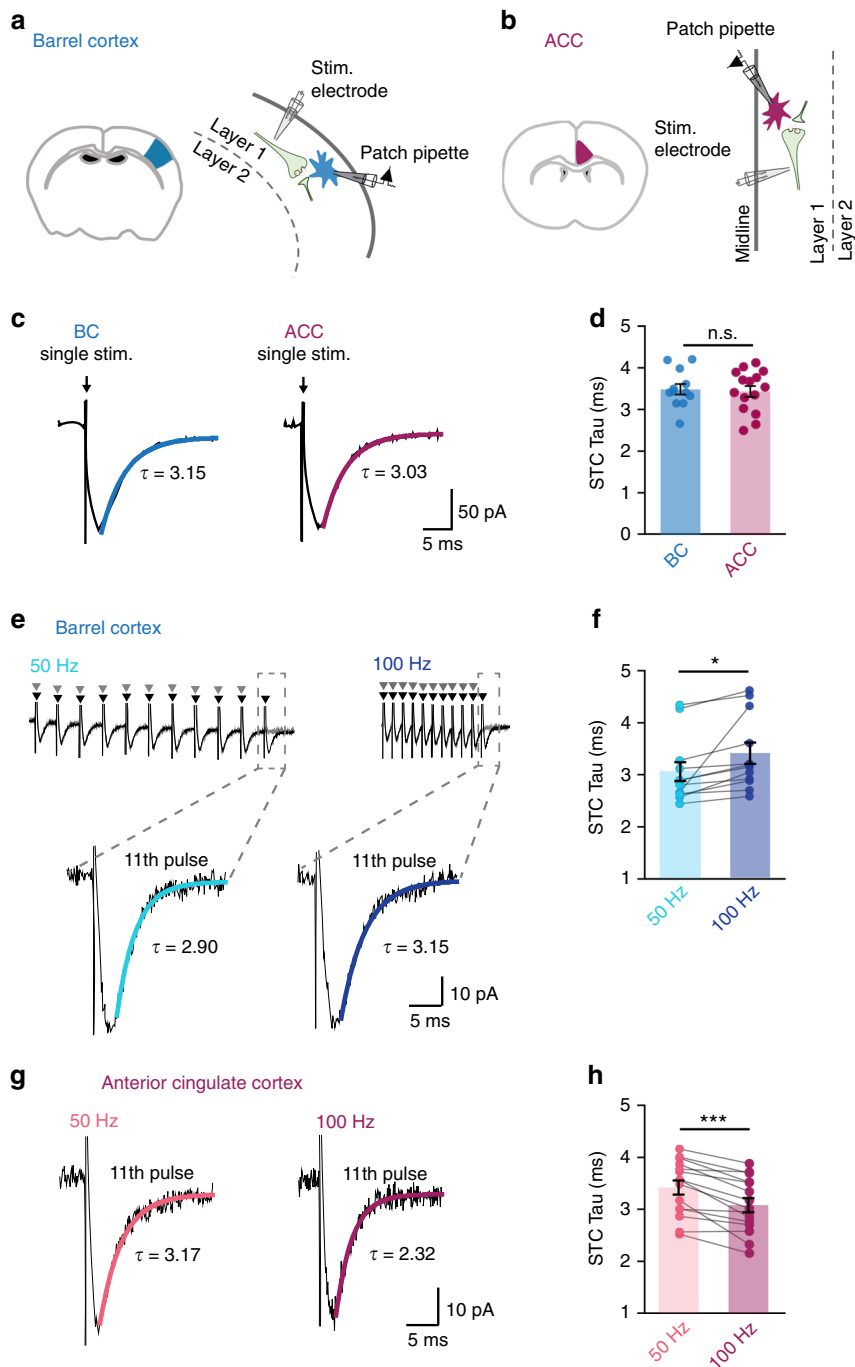 a
Barrel cortex
Stim.
electrode
Layer 1
Layer 2
Patch pipette
b
ACC
Patch pipette
Stim.
electrode
Midline
Layer 1
Layer 2
c
BC
single stim.
ACC
single stim.
τ = 3.15
τ = 3.03
50 pA
5 ms
d
n.s.
STC Tau (ms)
5
4
3
2
1
0
BC
ACC
e
Barrel cortex
50 Hz
100 Hz
11th pulse
11th pulse
τ = 2.90
τ = 3.15
10 pA
5 ms
f
*
STC Tau (ms)
5
4
3
2
1
50 Hz
100 Hz
g
Anterior cingulate cortex
50 Hz
100 Hz
11th pulse
11th pulse
τ = 3.17
τ = 2.32
10 pA
5 ms
h
***
STC Tau (ms)
5
4
3
2
1
50 Hz
100 Hz